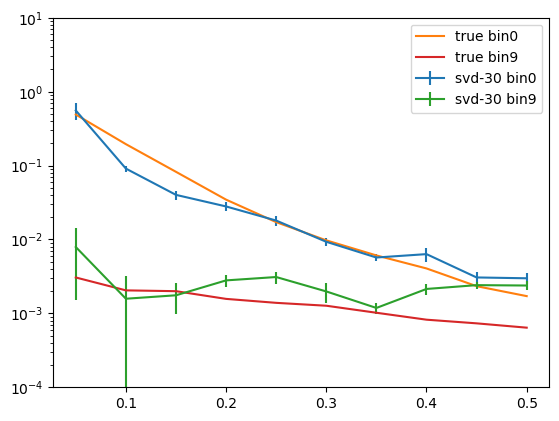 10¹
true bin0
true bin9
svd-30 bin0
svd-30 bin9
10⁰
10⁻¹
10⁻²
10⁻³
10⁻⁴
0.1 0.2 0.3 0.4 0.5